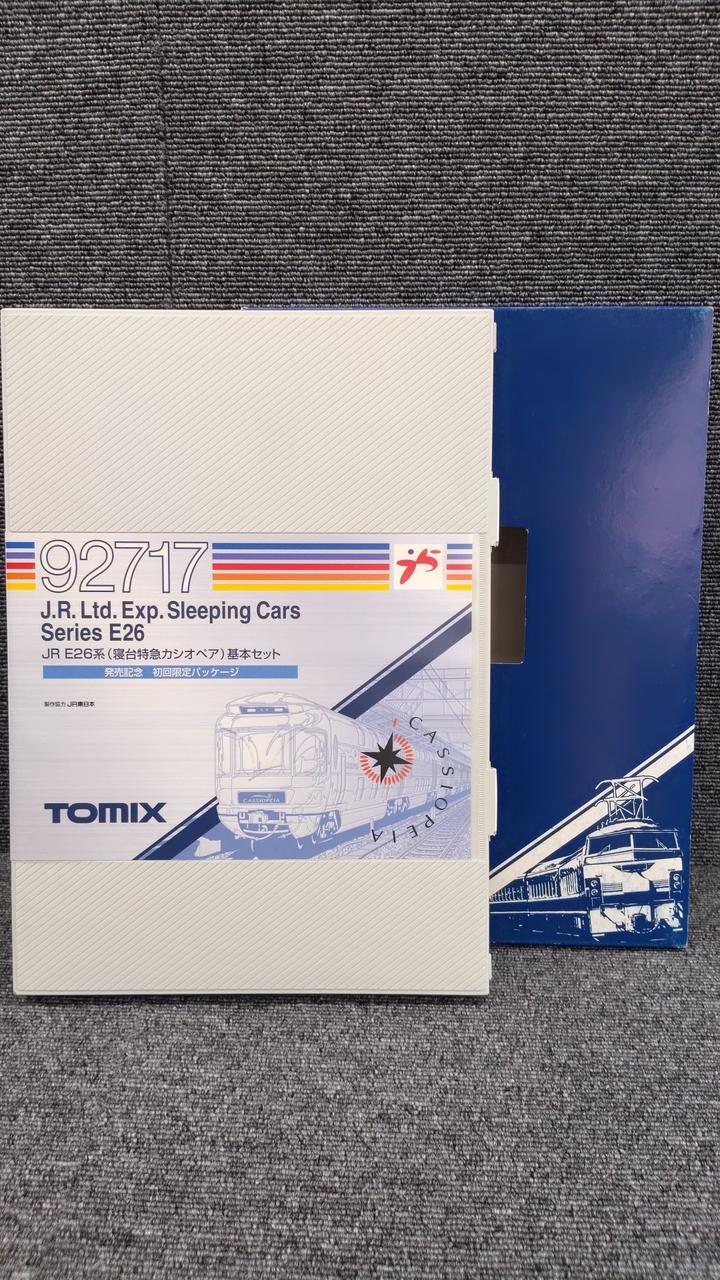 92717
J.R. Ltd. Exp. Sleeping Cars
Series E26
JR E26系(寝台特急カシオペア)基本セット
発売記念 初回限定パッケージ
製作協力 JR東日本
CASSIOPEIA
CASSIOPEIA
TOMIX